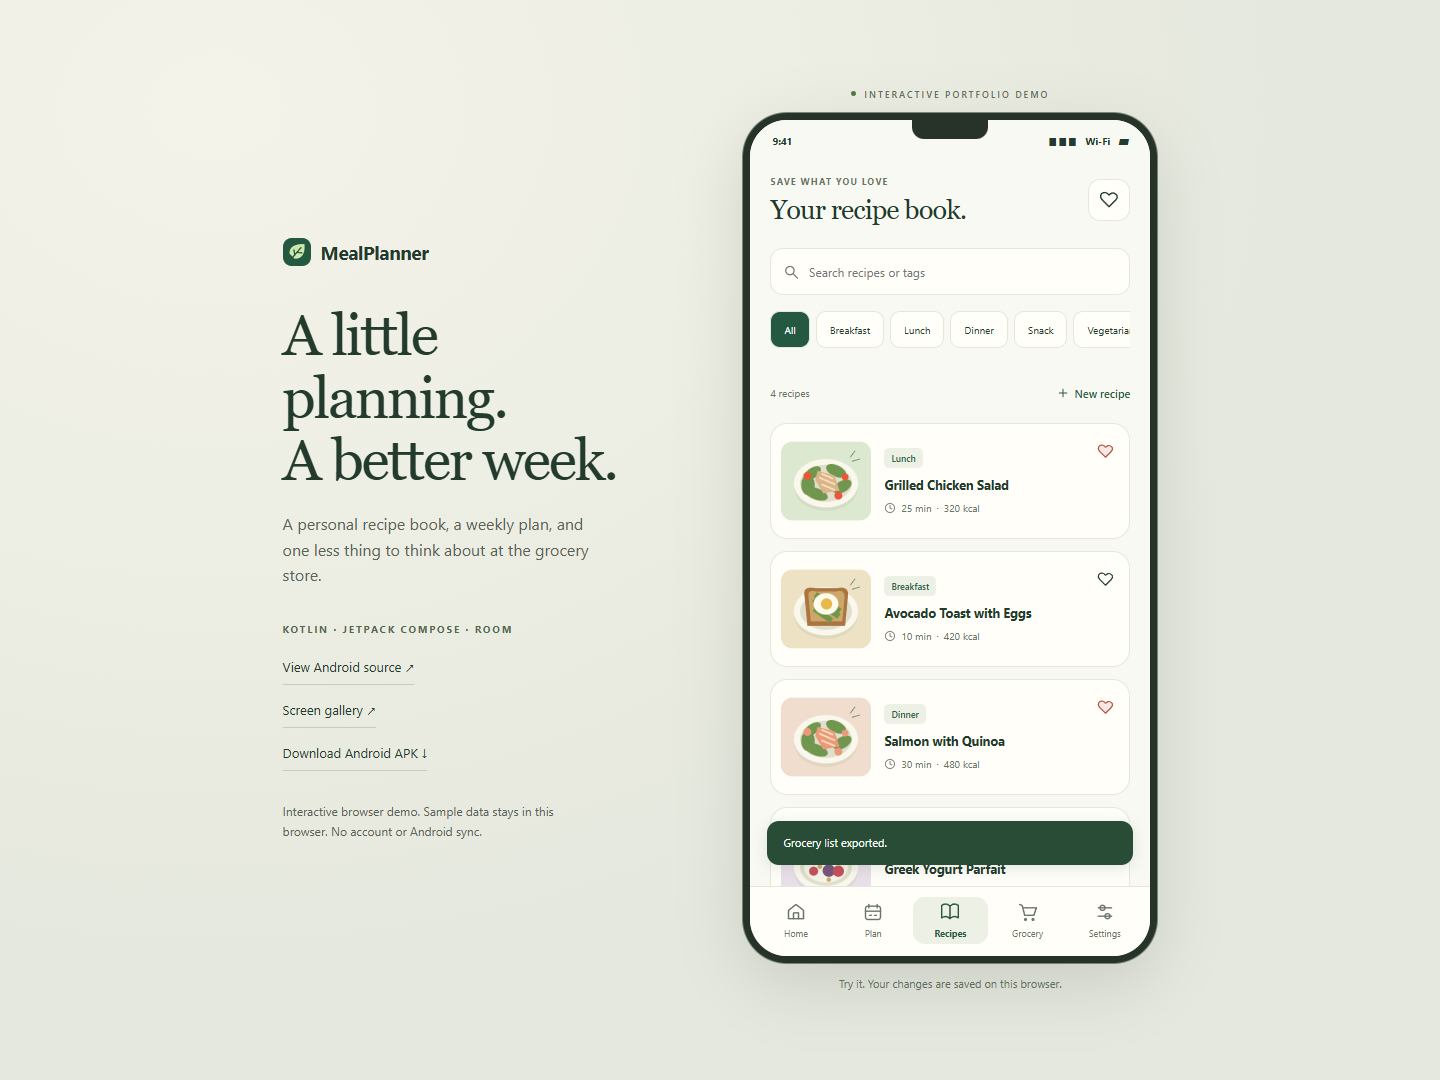 MealPlanner
A little
planning.
A better week.
A personal recipe book, a weekly plan, and
one less thing to think about at the grocery
store.
KOTLIN · JETPACK COMPOSE · ROOM
View Android source ↗
Screen gallery ↗
Download Android APK ↓
Interactive browser demo. Sample data stays in this
browser. No account or Android sync.
INTERACTIVE PORTFOLIO DEMO
9:41 Wi-Fi
SAVE WHAT YOU LOVE
Your recipe book.
Search recipes or tags
All Breakfast Lunch Dinner Snack Vegetaria
4 recipes + New recipe
Lunch
Grilled Chicken Salad
25 min · 320 kcal
Breakfast
Avocado Toast with Eggs
10 min · 420 kcal
Dinner
Salmon with Quinoa
30 min · 480 kcal
Grocery list exported.
Greek Yogurt Parfait
Home Plan Recipes Grocery Settings
Try it. Your changes are saved on this browser.